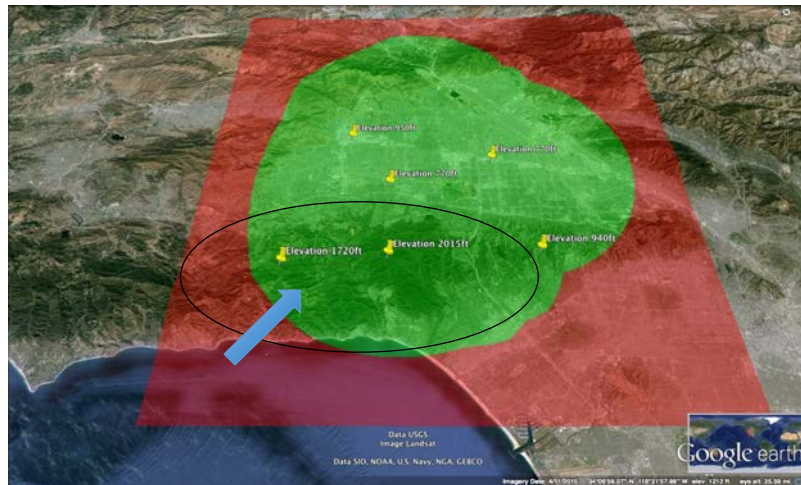 Elevation 950ft
Elevation 770ft
Elevation 770ft
Elevation 1720ft
Elevation 2015ft
Elevation 940ft
Data USGS
Image Landsat
Data SIO, NOAA, U.S. Navy, NGA, GEBCO
Google earth